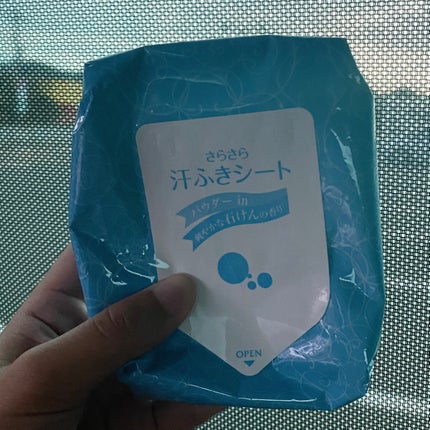 さらさら
汗ふきシート
パウダー in
爽やかな石けんの香り
OPEN